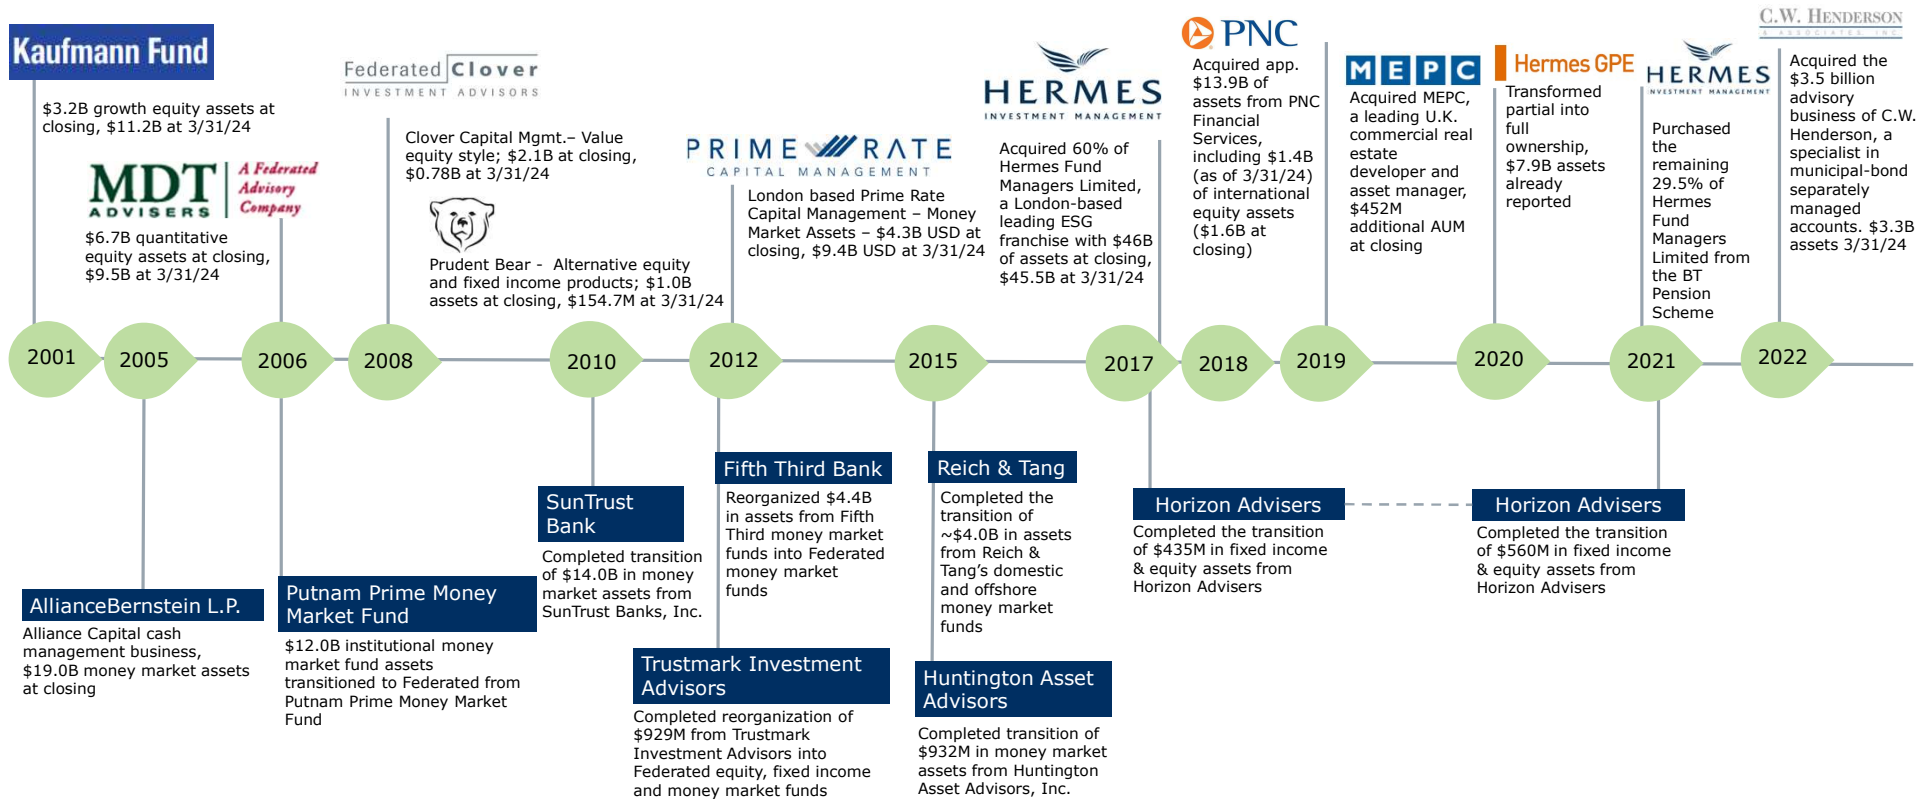 Kaufmann Fund
$3.2B growth equity assets at
closing, $11.2B at 3/31/24
MDT
ADVISERS
A Federated
Advisory
Company
$6.7B quantitative
equity assets at closing,
$9.5B at 3/31/24
Federated Clover
INVESTMENT ADVISORS
Clover Capital Mgmt.– Value
equity style; $2.1B at closing,
$0.78B at 3/31/24
Prudent Bear -  Alternative equity
and fixed income products; $1.0B
assets at closing, $154.7M at 3/31/24
PRIME RATE
CAPITAL MANAGEMENT
London based Prime Rate
Capital Management – Money
Market Assets – $4.3B USD at
closing, $9.4B USD at 3/31/24
HERMES
INVESTMENT MANAGEMENT
Acquired 60% of
Hermes Fund
Managers Limited,
a London-based
leading ESG
franchise with $46B
of assets at closing,
$45.5B at 3/31/24
PNC
Acquired app.
$13.9B of
assets from PNC
Financial
Services,
including $1.4B
(as of 3/31/24)
of international
equity assets
($1.6B at
closing)
MEPC
Acquired MEPC,
a leading U.K.
commercial real
estate
developer and
asset manager,
$452M
additional AUM
at closing
Hermes GPE
Transformed
partial into
full
ownership,
$7.9B assets
already
reported
HERMES
INVESTMENT MANAGEMENT
Purchased
the
remaining
29.5% of
Hermes
Fund
Managers
Limited from
the BT
Pension
Scheme
C.W. HENDERSON
& ASSOCIATES, INC.
Acquired the
$3.5 billion
advisory
business of C.W.
Henderson, a
specialist in
municipal-bond
separately
managed
accounts. $3.3B
assets 3/31/24
2001
2005
2006
2008
2010
2012
2015
2017
2018
2019
2020
2021
2022
AllianceBernstein L.P.
Alliance Capital cash
management business,
$19.0B money market assets
at closing
Putnam Prime Money
Market Fund
$12.0B institutional money
market fund assets
transitioned to Federated from
Putnam Prime Money Market
Fund
SunTrust
Bank
Completed transition
of $14.0B in money
market assets from
SunTrust Banks, Inc.
Fifth Third Bank
Reorganized $4.4B
in assets from Fifth
Third money market
funds into Federated
money market
funds
Trustmark Investment
Advisors
Completed reorganization of
$929M from Trustmark
Investment Advisors into
Federated equity, fixed income
and money market funds
Reich & Tang
Completed the
transition of
~$4.0B in assets
from Reich &
Tang’s domestic
and offshore
money market
funds
Huntington Asset
Advisors
Completed transition of
$932M in money market
assets from Huntington
Asset Advisors, Inc.
Horizon Advisers
Completed the transition
of $435M in fixed income
& equity assets from
Horizon Advisers
Horizon Advisers
Completed the transition
of $560M in fixed income
& equity assets from
Horizon Advisers